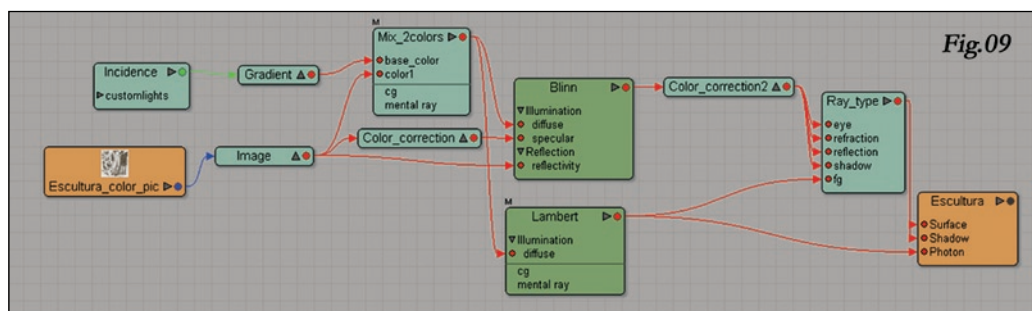 Fig.09
M
Mix_2colors
base_color
color1
cg
mental ray
Incidence
customlights
Gradient
Escultura_color_pic
Image
Color_correction
Blinn
Illumination
diffuse
specular
Reflection
reflectivity
M
Lambert
Illumination
diffuse
cg
mental ray
Color_correction2
Ray_type
eye
refraction
reflection
shadow
fg
Escultura
Surface
Shadow
Photon